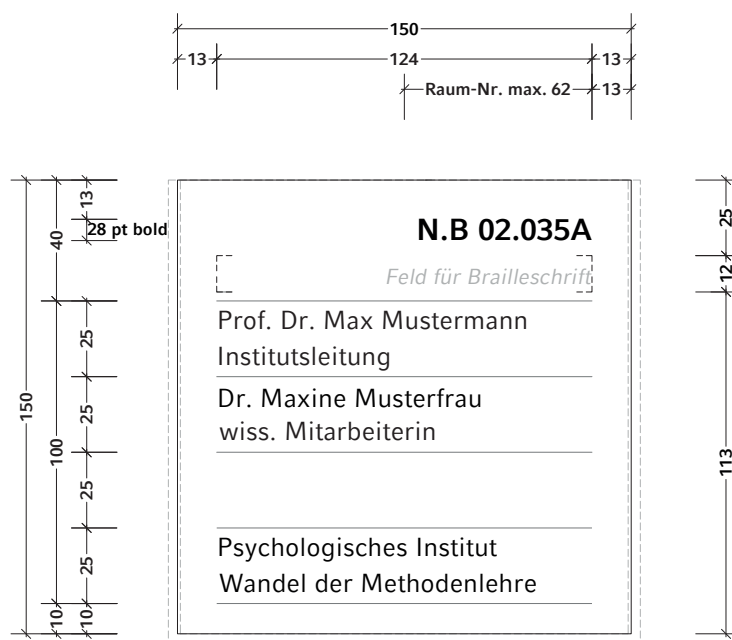 150
13 124 13
Raum-Nr. max. 62 13
13
28 pt bold
40
N.B 02.035A
25
Feld für Brailleschrift
12
Prof. Dr. Max Mustermann
Institutsleitung
25
Dr. Maxine Musterfrau
wiss. Mitarbeiterin
25
150
100
113
25
Psychologisches Institut
Wandel der Methodenlehre
25
10 10